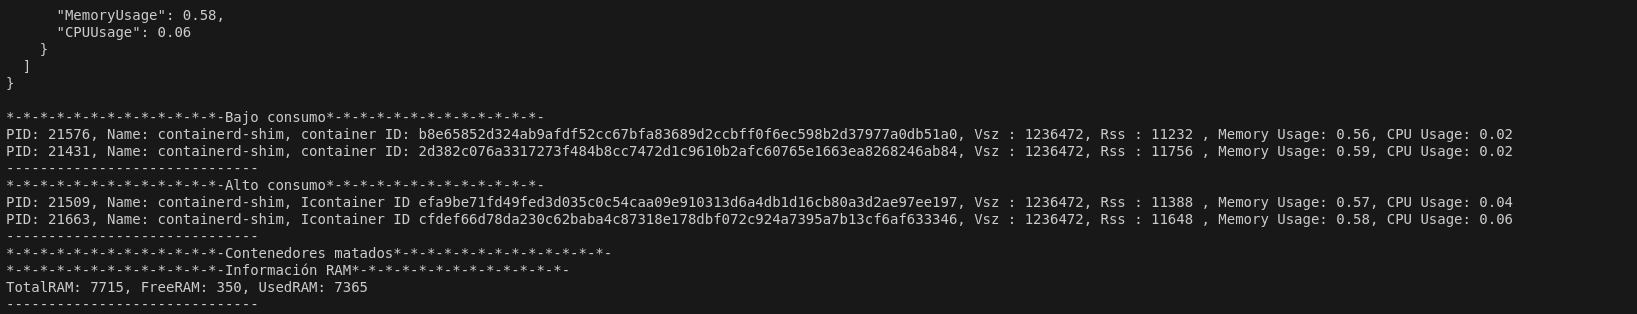 "MemoryUsage": 0.58,
"CPUUsage": 0.06
}
]
}
*-*-*-*-*-*-*-*-*-*-*-*-*-Bajo consumo*-*-*-*-*-*-*-*-*-*-*-*-*-
PID: 21576, Name: containerd-shim, container ID: b8e65852d324ab9afdf52cc67bfa83689d2ccbff0f6ec598b2d37977a0db51a0, Vsz : 1236472, Rss : 11232 , Memory Usage: 0.56, CPU Usage: 0.02
PID: 21431, Name: containerd-shim, container ID: 2d382c076a3317273f484b8cc7472d1c9610b2afc60765e1663ea8268246ab84, Vsz : 1236472, Rss : 11756 , Memory Usage: 0.59, CPU Usage: 0.02
------------------------------
*-*-*-*-*-*-*-*-*-*-*-*-*-Alto consumo*-*-*-*-*-*-*-*-*-*-*-*-*-
PID: 21509, Name: containerd-shim, Icontainer ID efa9be71fd49fed3d035c0c54caa09e910313d6a4db1d16cb80a3d2ae97ee197, Vsz : 1236472, Rss : 11388 , Memory Usage: 0.57, CPU Usage: 0.04
PID: 21663, Name: containerd-shim, Icontainer ID cfdef66d78da230c62baba4c87318e178dbf072c924a7395a7b13cf6af633346, Vsz : 1236472, Rss : 11648 , Memory Usage: 0.58, CPU Usage: 0.06
------------------------------
*-*-*-*-*-*-*-*-*-*-*-*-*-Contenedores matados*-*-*-*-*-*-*-*-*-*-*-*-*-
*-*-*-*-*-*-*-*-*-*-*-*-*-Información RAM*-*-*-*-*-*-*-*-*-*-*-*-*-
TotalRAM: 7715, FreeRAM: 350, UsedRAM: 7365
------------------------------